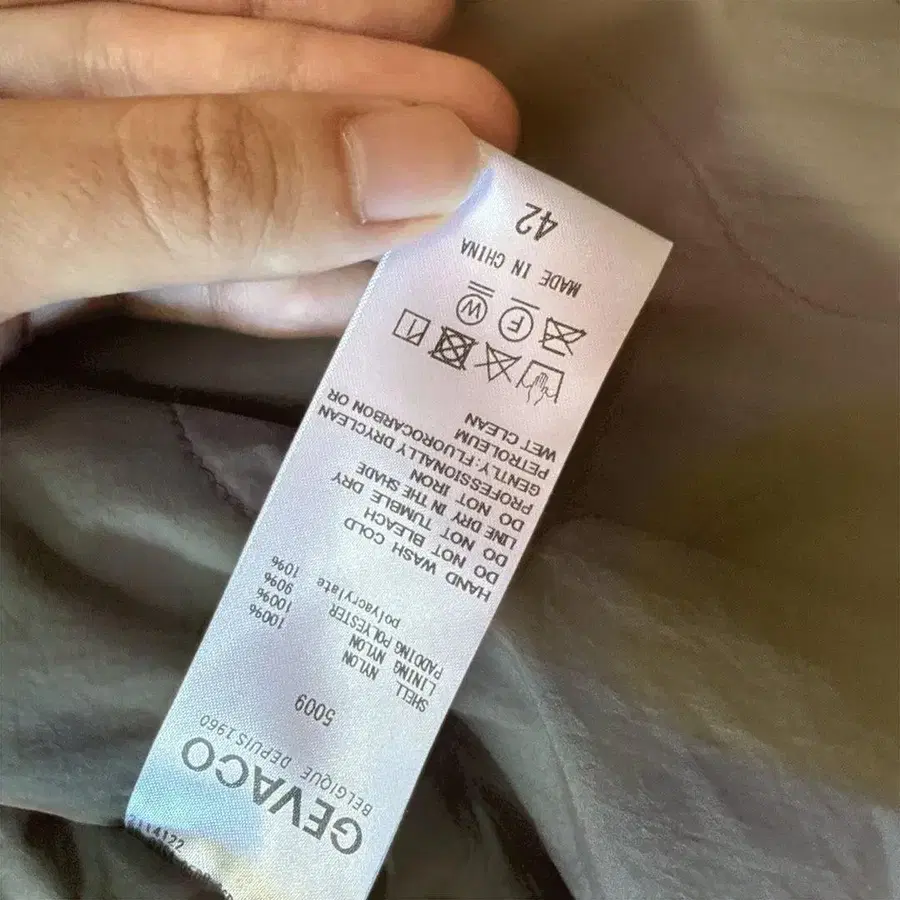 GEVACO
BELGIQUE DEPUIS 1960
5009
SHELL NYLON 100%
LINING NYLON 100%
PADDING POLYESTER 90%
polyacrylate 10%
HAND WASH COLD
DO NOT BLEACH
DO NOT TUMBLE DRY
LINE DRY IN THE SHADE
DO NOT IRON
PROFESSIONALLY DRYCLEAN
GENTLY:FLUOROCARBON OR
PETROLEUM
WET CLEAN
F W
MADE IN CHINA
42